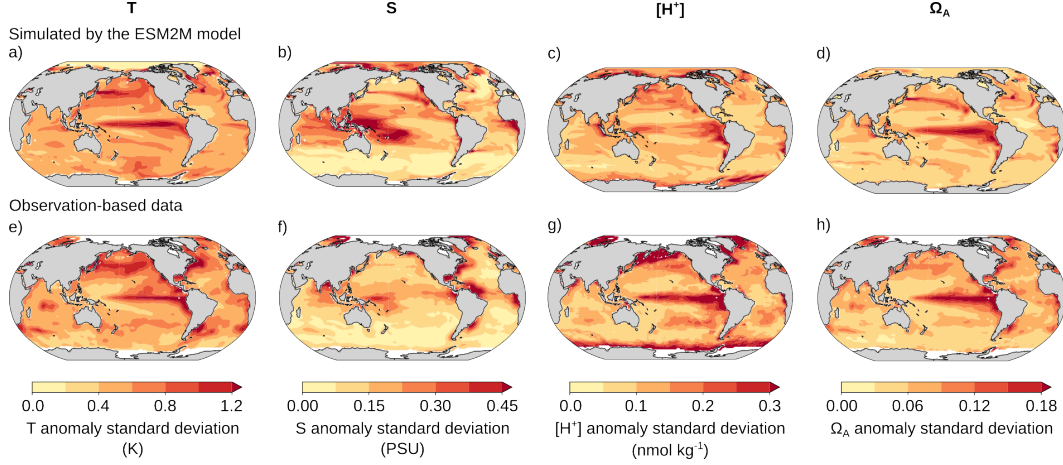 T S [H⁺] Ω_A
Simulated by the ESM2M model
a) b) c) d)
Observation-based data
e) f) g) h)
0.0 0.4 0.8 1.2 0.00 0.15 0.30 0.45 0.0 0.1 0.2 0.3 0.00 0.06 0.12 0.18
T anomaly standard deviation S anomaly standard deviation [H⁺] anomaly standard deviation Ω_A anomaly standard deviation
(K) (PSU) (nmol kg⁻¹)